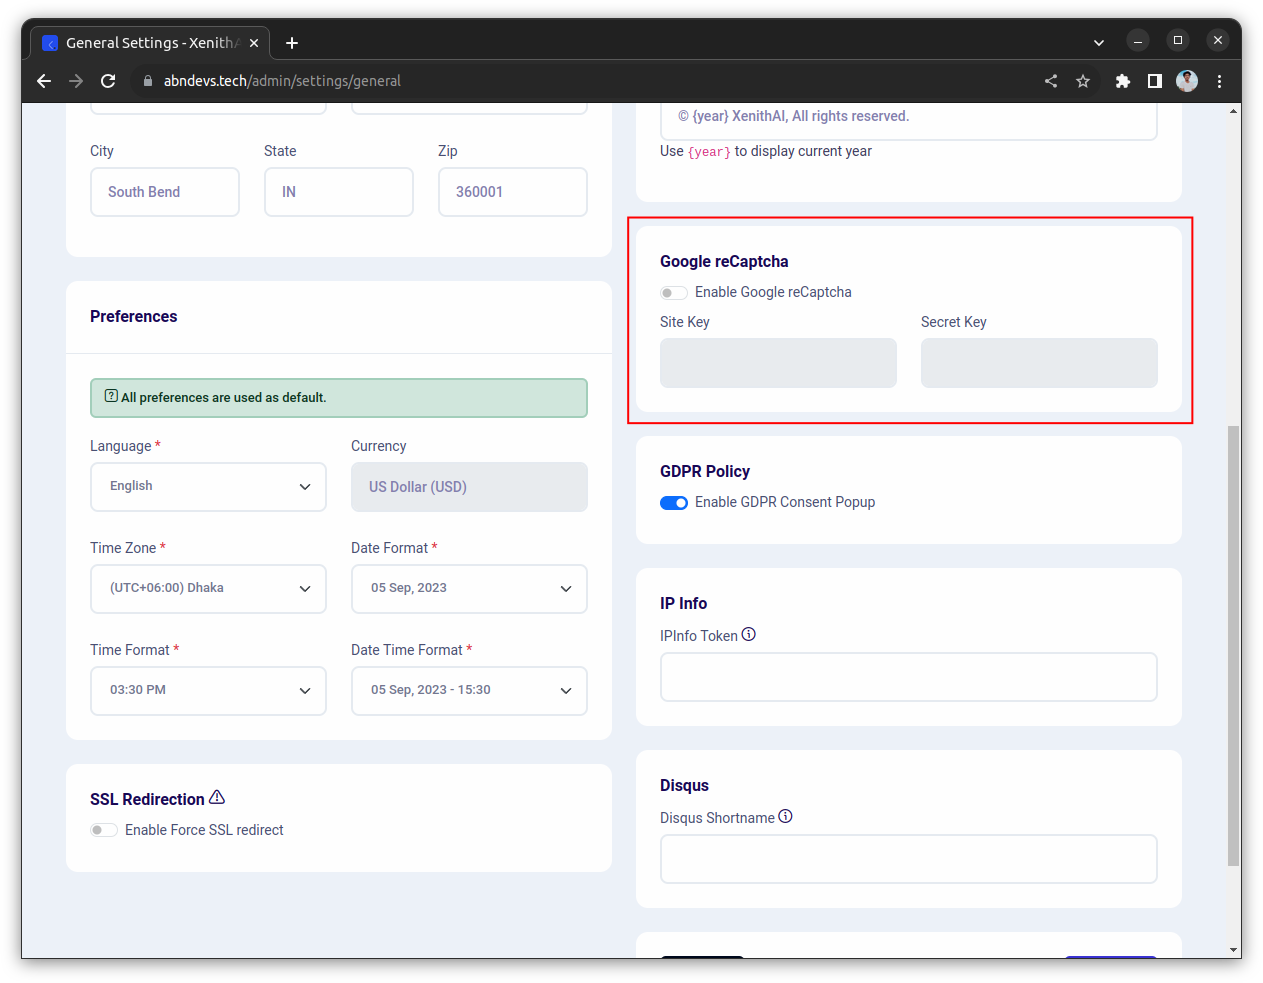 General Settings - XenithA
abndevs.tech/admin/settings/general
City
State
Zip
South Bend
IN
360001
Preferences
All preferences are used as default.
Language *
Currency
English
US Dollar (USD)
Time Zone *
Date Format *
(UTC+06:00) Dhaka
05 Sep, 2023
Time Format *
Date Time Format *
03:30 PM
05 Sep, 2023 - 15:30
SSL Redirection
Enable Force SSL redirect
© {year} XenithAI, All rights reserved.
Use {year} to display current year
Google reCaptcha
Enable Google reCaptcha
Site Key
Secret Key
GDPR Policy
Enable GDPR Consent Popup
IP Info
IPInfo Token
Disqus
Disqus Shortname